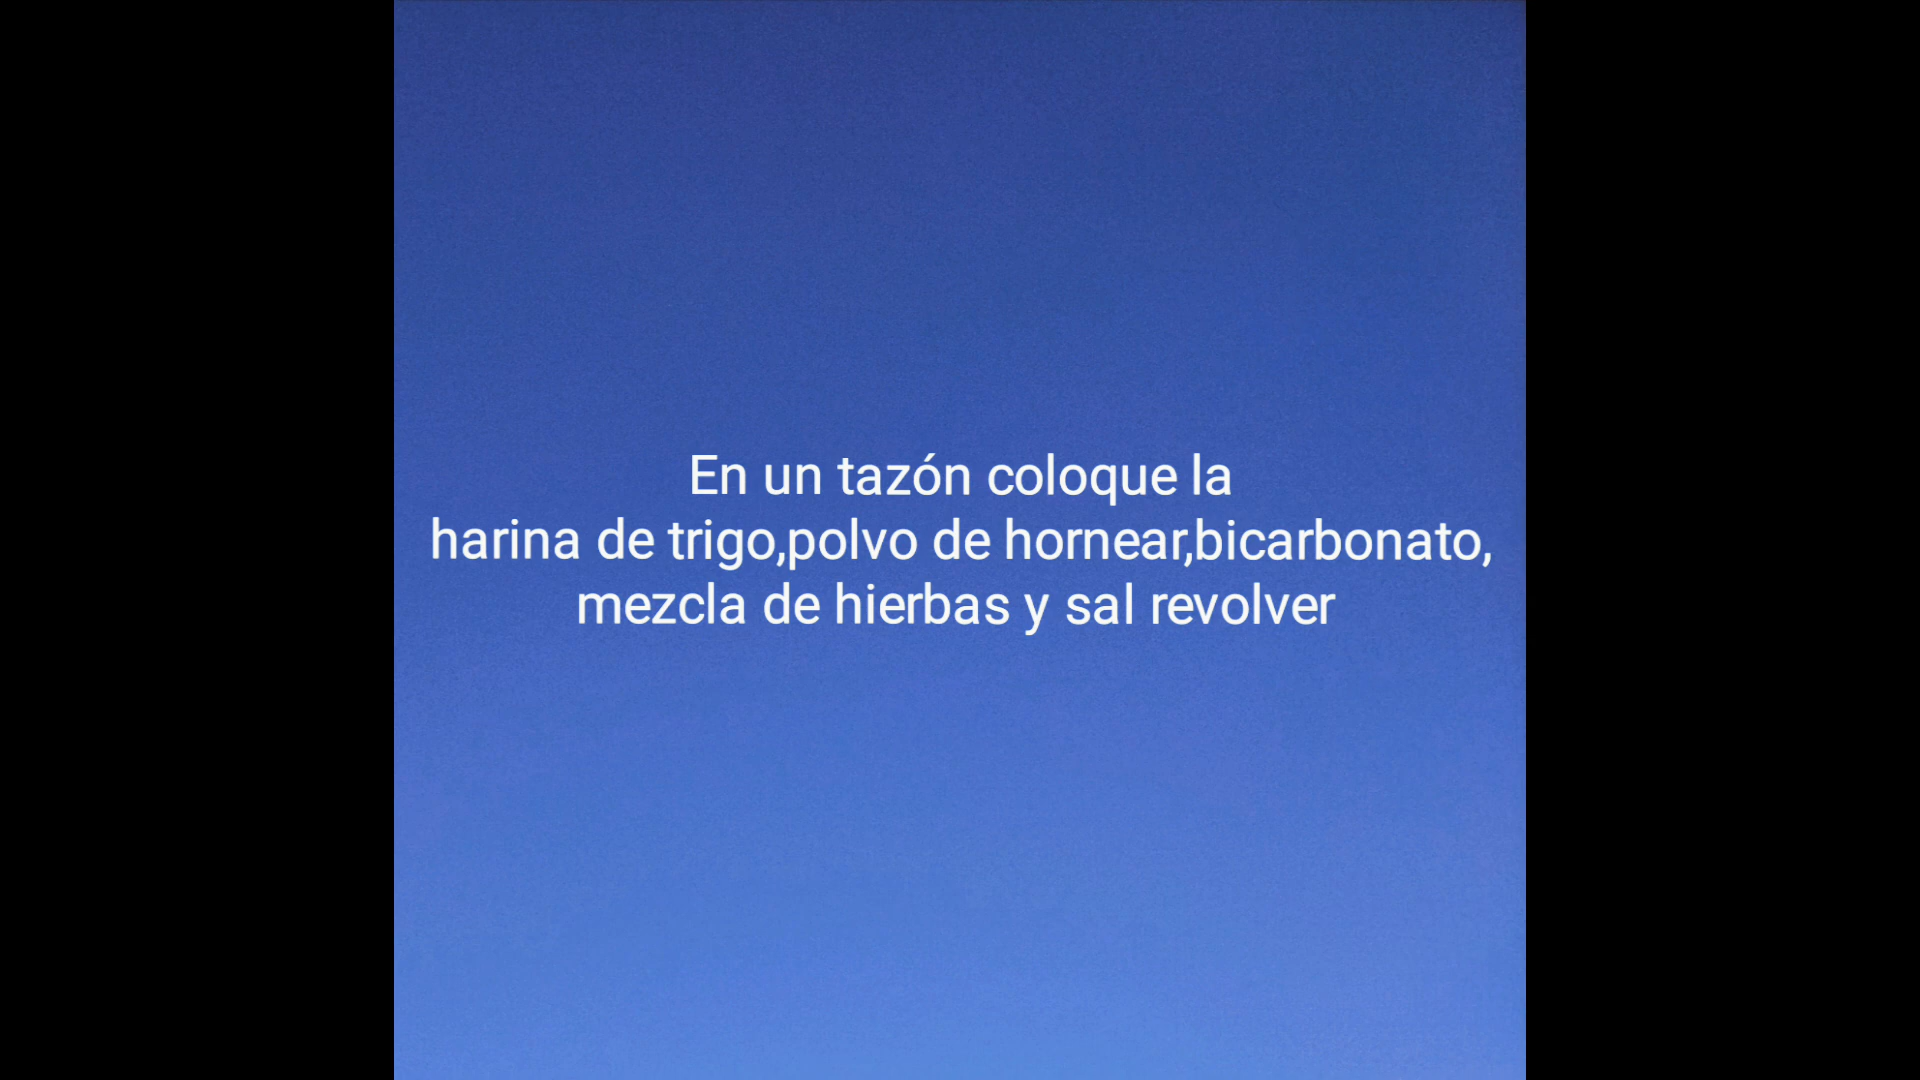 En un tazón coloque la
harina de trigo,polvo de hornear,bicarbonato,
mezcla de hierbas y sal revolver